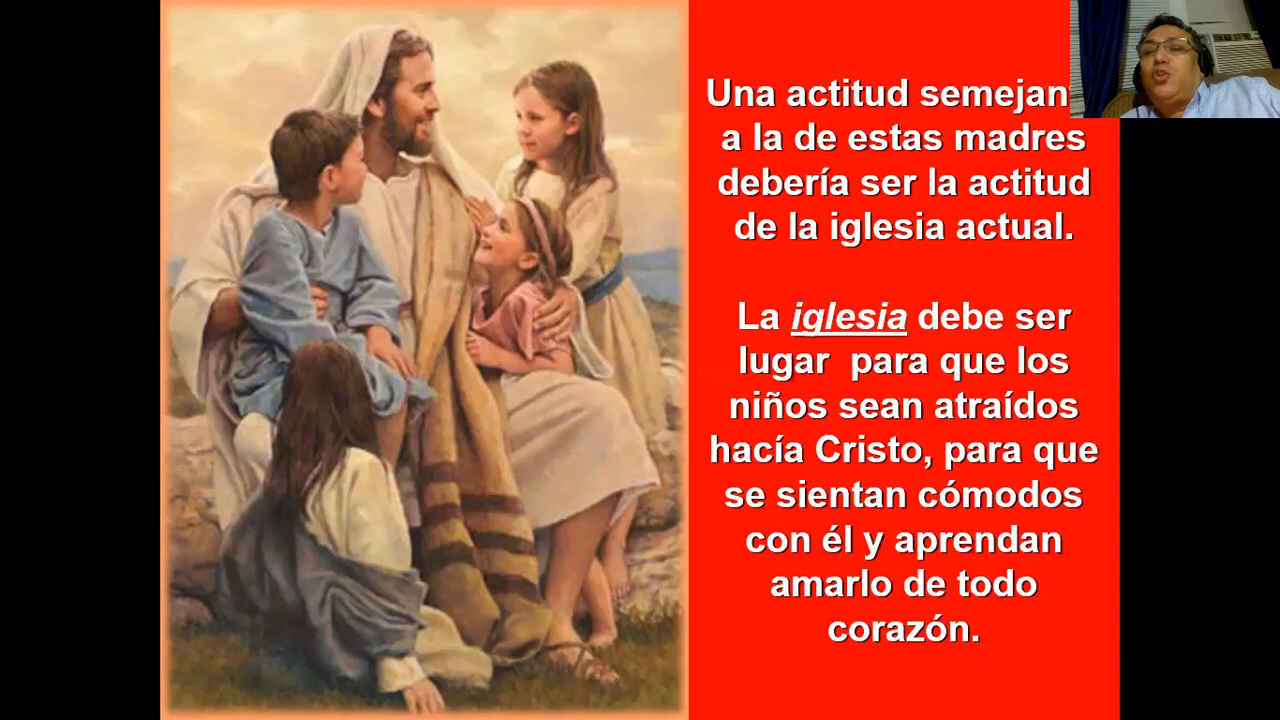 Una actitud semejan
a la de estas madres
debería ser la actitud
de la iglesia actual.
La iglesia debe ser
lugar para que los
niños sean atraídos
hacía Cristo, para que
se sientan cómodos
con él y aprendan
amarlo de todo
corazón.